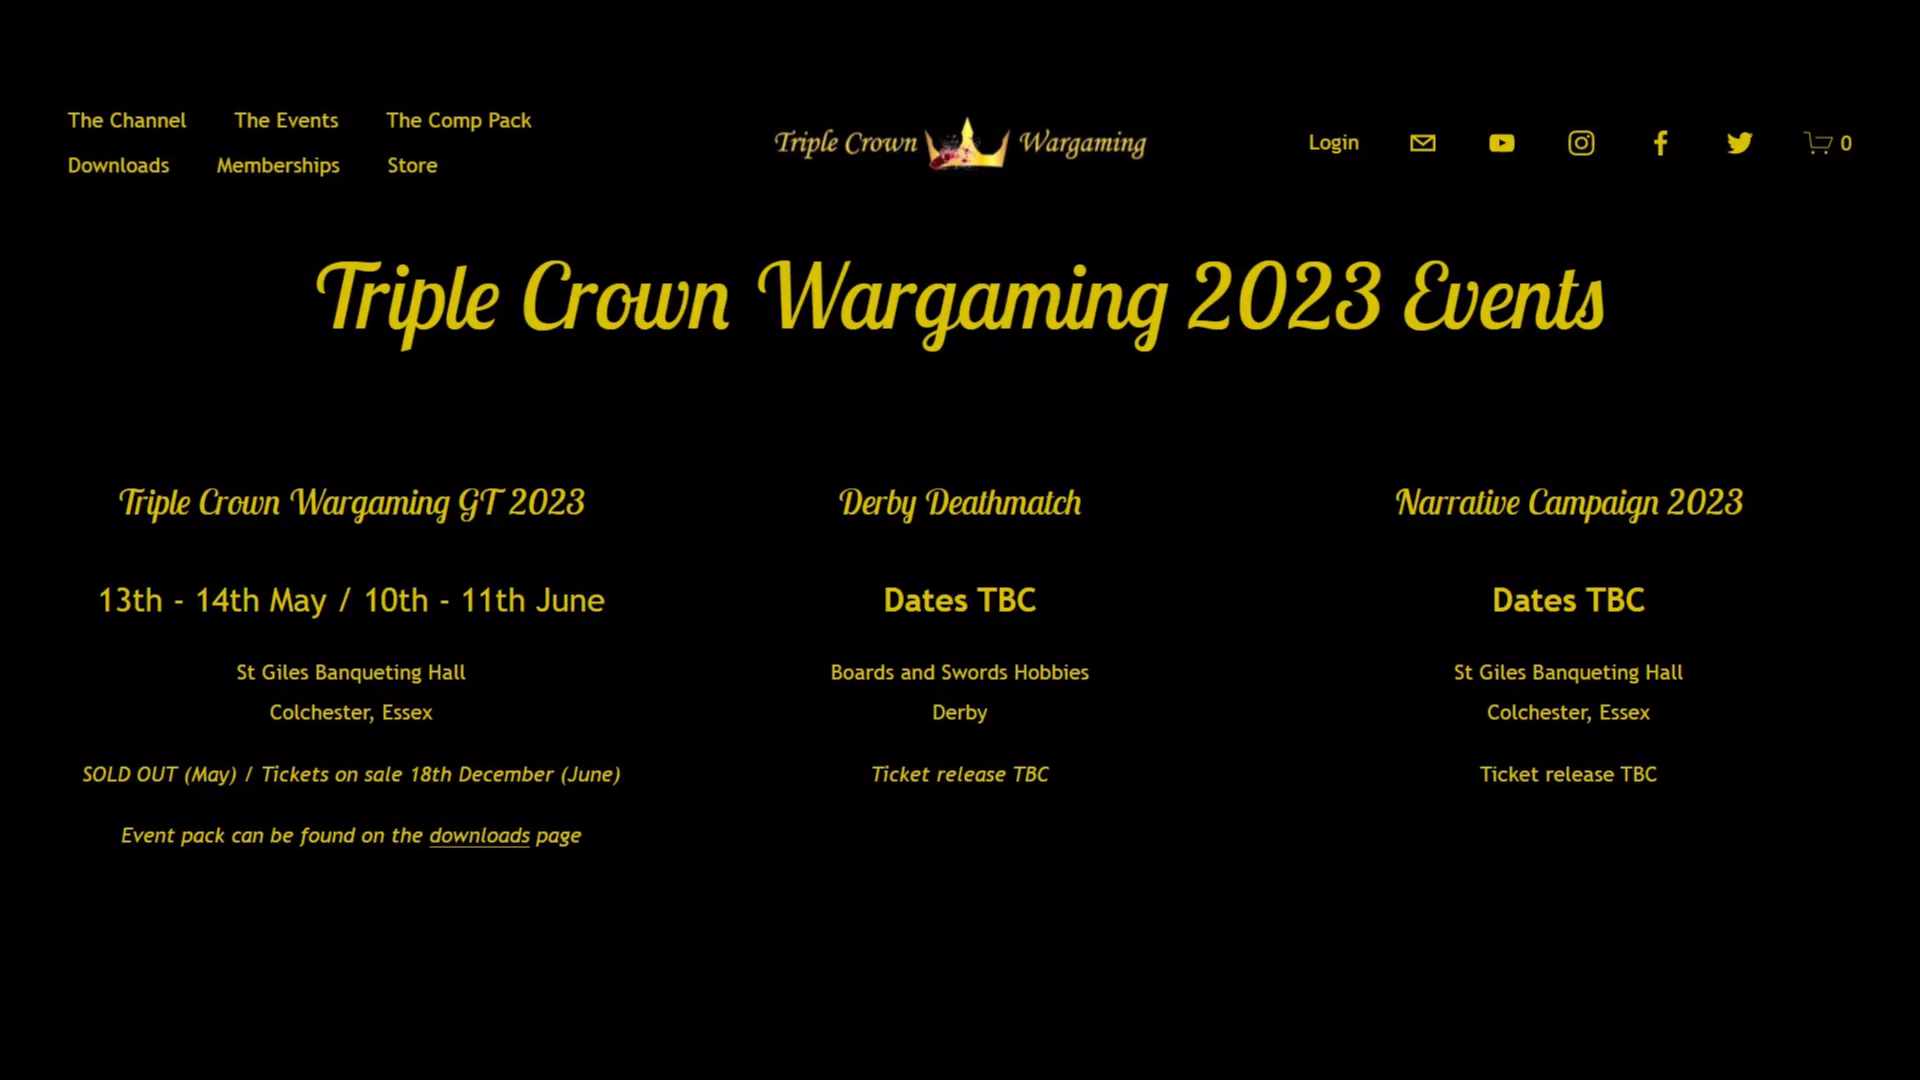 The Channel The Events The Comp Pack
Downloads Memberships Store
Triple Crown Wargaming
Login 0
Triple Crown Wargaming 2023 Events
Triple Crown Wargaming GT 2023
13th - 14th May / 10th - 11th June
St Giles Banqueting Hall
Colchester, Essex
SOLD OUT (May) / Tickets on sale 18th December (June)
Event pack can be found on the downloads page
Derby Deathmatch
Dates TBC
Boards and Swords Hobbies
Derby
Ticket release TBC
Narrative Campaign 2023
Dates TBC
St Giles Banqueting Hall
Colchester, Essex
Ticket release TBC